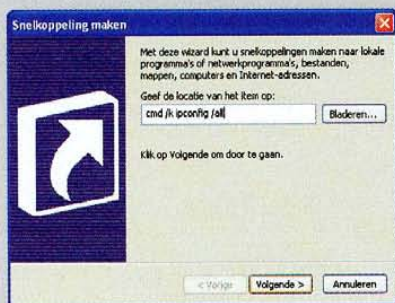 Snelkoppeling maken
Met deze wizard kunt u snelkoppelingen maken naar lokale
programma's of netwerkprogramma's, bestanden,
mappen, computers en Internet-adressen.
Geef de locatie van het item op:
cmd /k ipconfig /all
Bladeren...
Klik op Volgende om door te gaan.
< Vorige
Volgende >
Annuleren